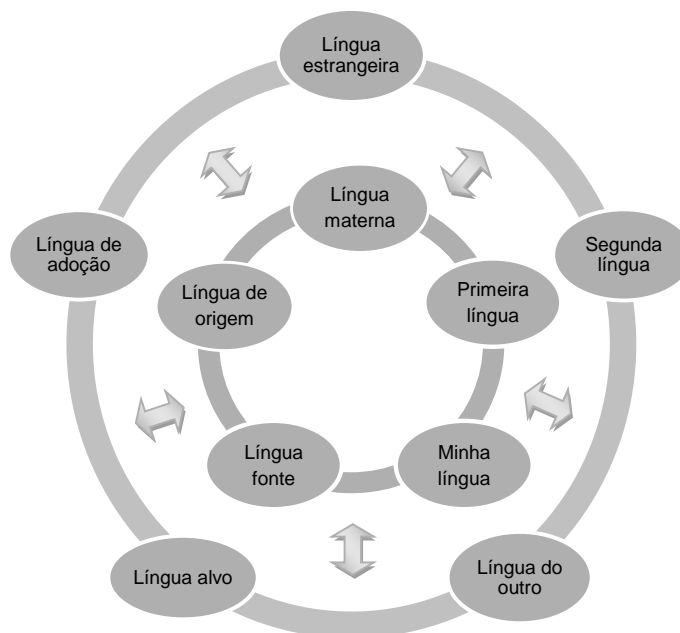 Língua
estrangeira
Língua
materna
Língua de
adoção
Segunda
língua
Língua de
origem
Primeira
língua
Língua
fonte
Minha
língua
Língua alvo
Língua do
outro